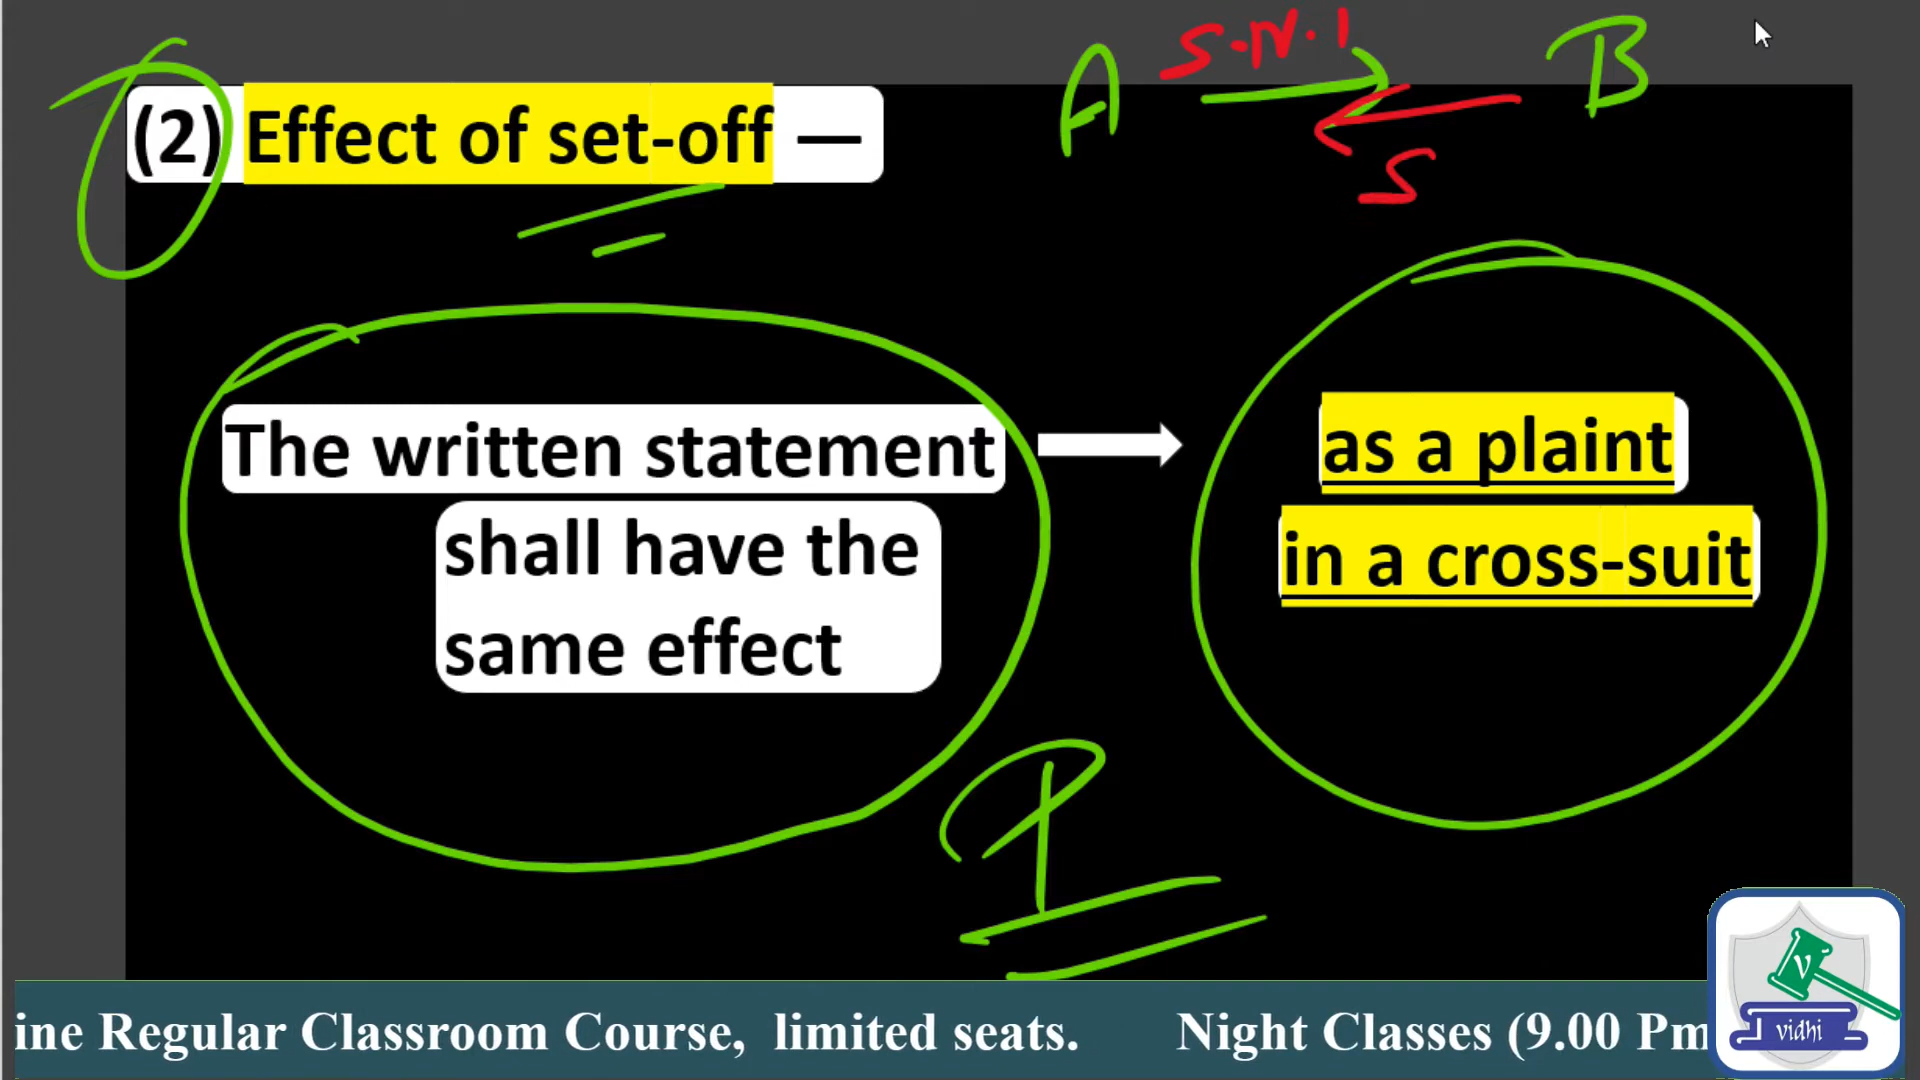 A S.N.1 B
S
(2) Effect of set-off —
The written statement
shall have the
same effect
as a plaint
in a cross-suit
P
ine Regular Classroom Course, limited seats. Night Classes (9.00 Pm
V
vidhi